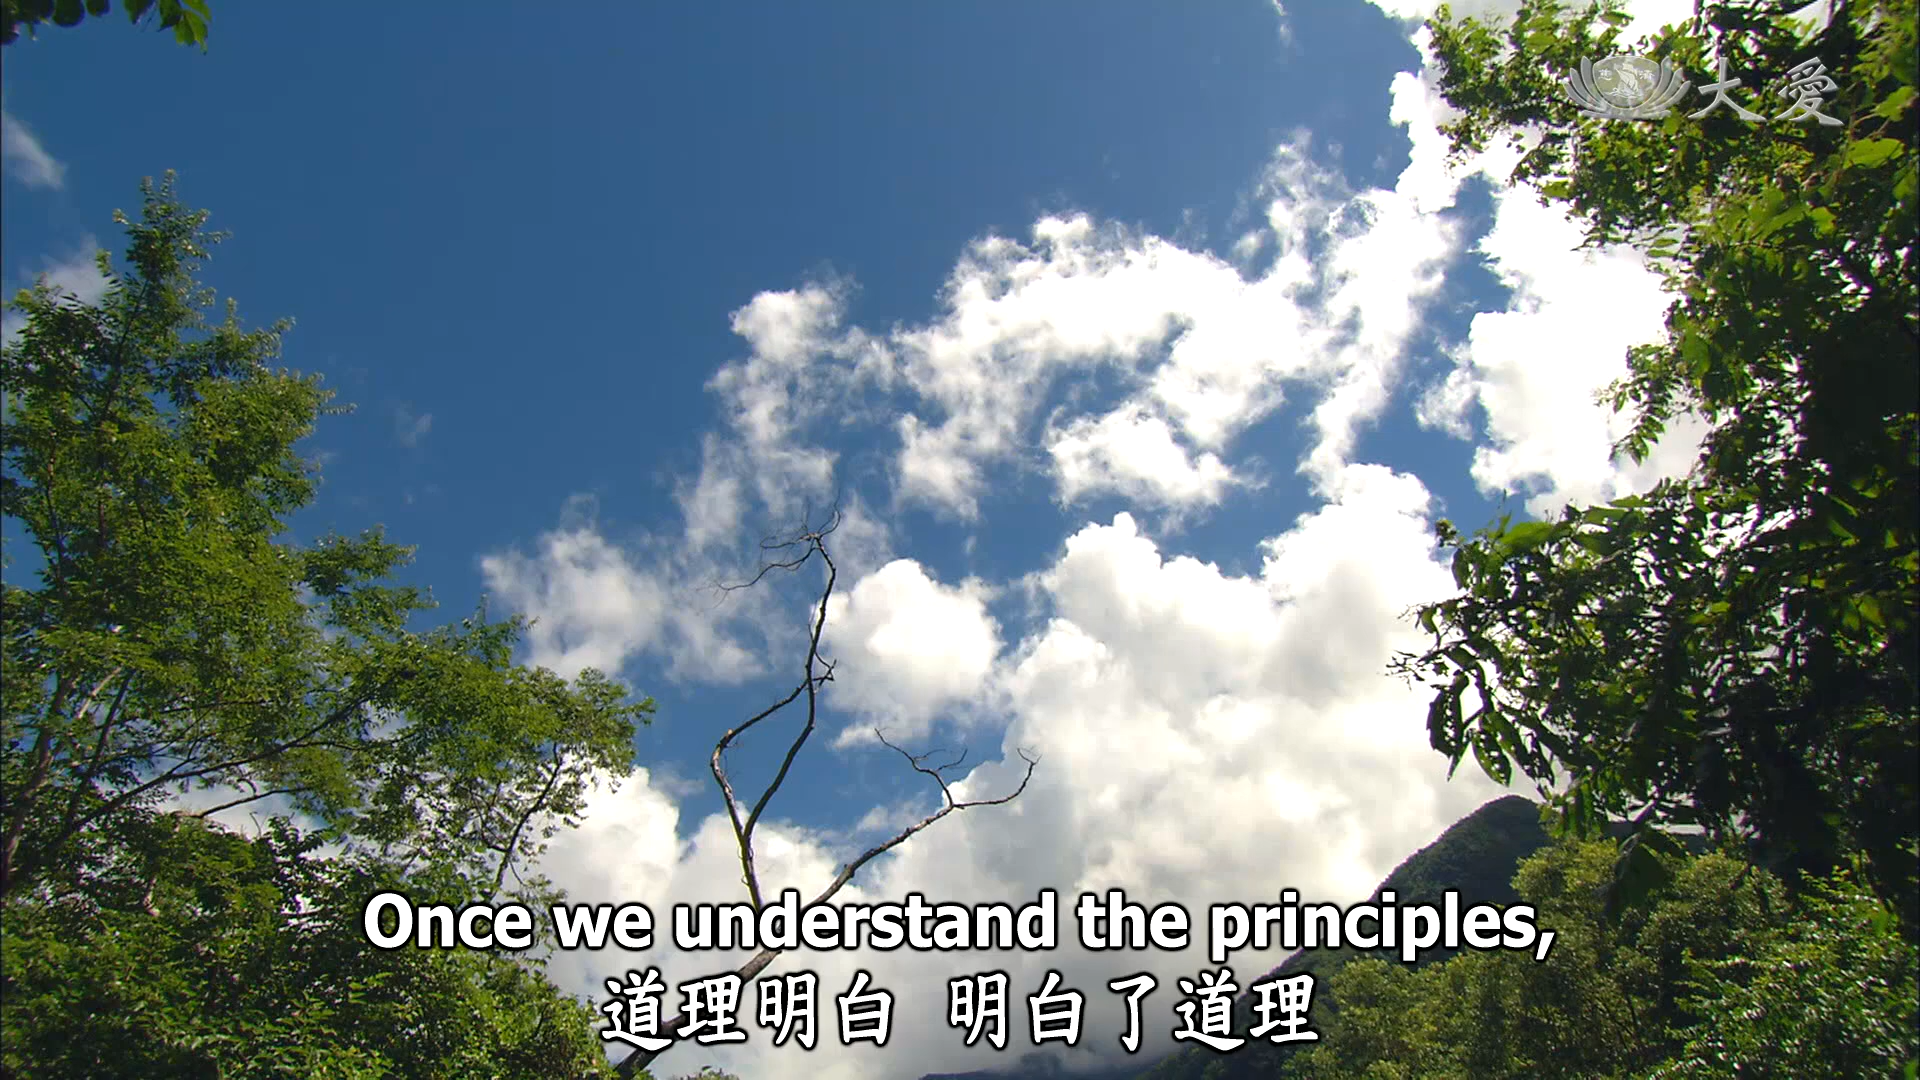 大愛
Once we understand the principles,
道理明白 明白了道理